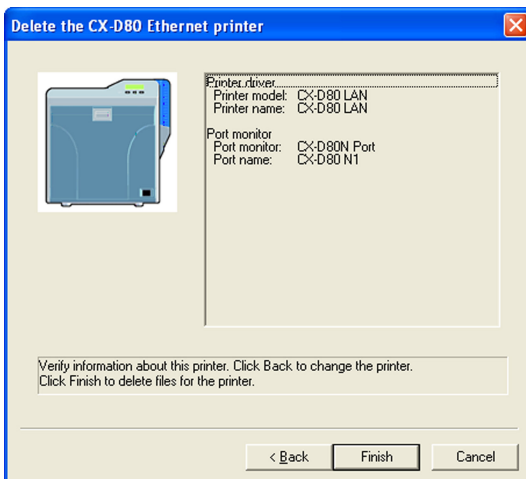 Delete the CX-D80 Ethernet printer
Printer driver
Printer model: CX-D80 LAN
Printer name: CX-D80 LAN
Port monitor
Port monitor: CX-D80N Port
Port name: CX-D80 N1
Verify information about this printer. Click Back to change the printer.
Click Finish to delete files for the printer.
< Back Finish Cancel